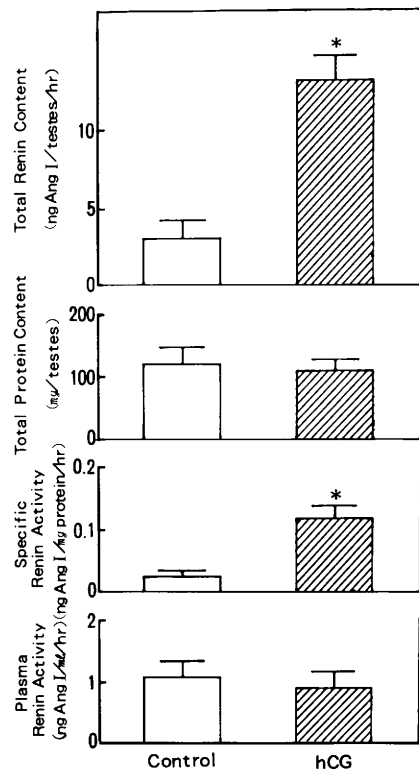 Total Renin Content
(ng Ang I/testes/hr)
10
5
0
*
Total Protein Content
(mg/testes)
200
100
0
Specific
Renin Activity
(ng Ang I/mg protein/hr)
0.2
0.1
0
*
Plasma
Renin Activity
(ng Ang I/ml/hr)
2
1
0
Control
hCG